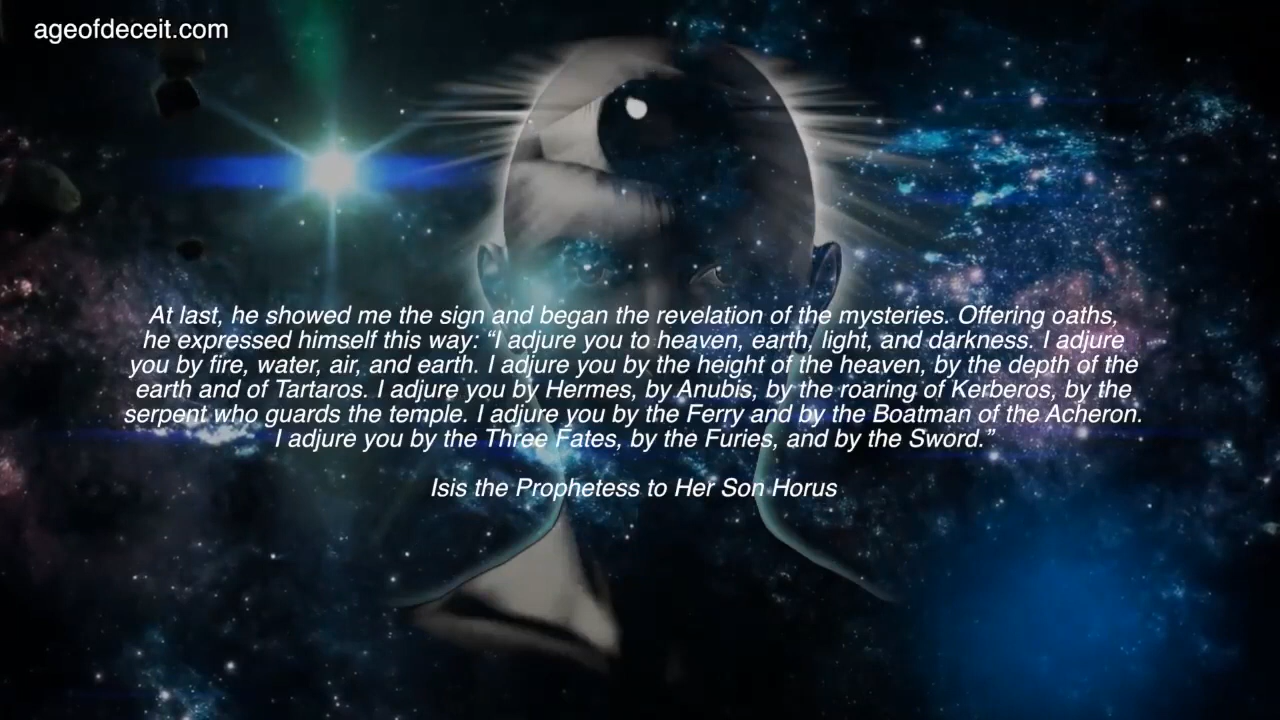 ageofdeceit.com
At last, he showed me the sign and began the revelation of the mysteries. Offering oaths,
he expressed himself this way: “I adjure you to heaven, earth, light, and darkness. I adjure
you by fire, water, air, and earth. I adjure you by the height of the heaven, by the depth of the
earth and of Tartaros. I adjure you by Hermes, by Anubis, by the roaring of Kerberos, by the
serpent who guards the temple. I adjure you by the Ferry and by the Boatman of the Acheron.
I adjure you by the Three Fates, by the Furies, and by the Sword.”
Isis the Prophetess to Her Son Horus